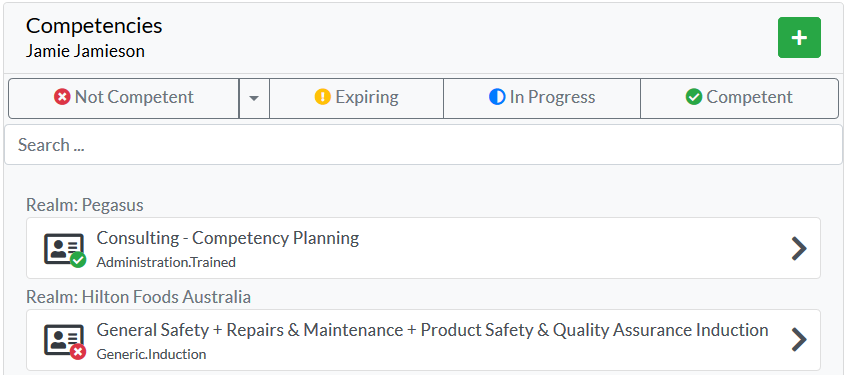 Competencies
Jamie Jamieson
Not Competent Expiring In Progress Competent
Search ...
Realm: Pegasus
Consulting - Competency Planning
Administration.Trained
Realm: Hilton Foods Australia
General Safety + Repairs & Maintenance + Product Safety & Quality Assurance Induction
Generic.Induction